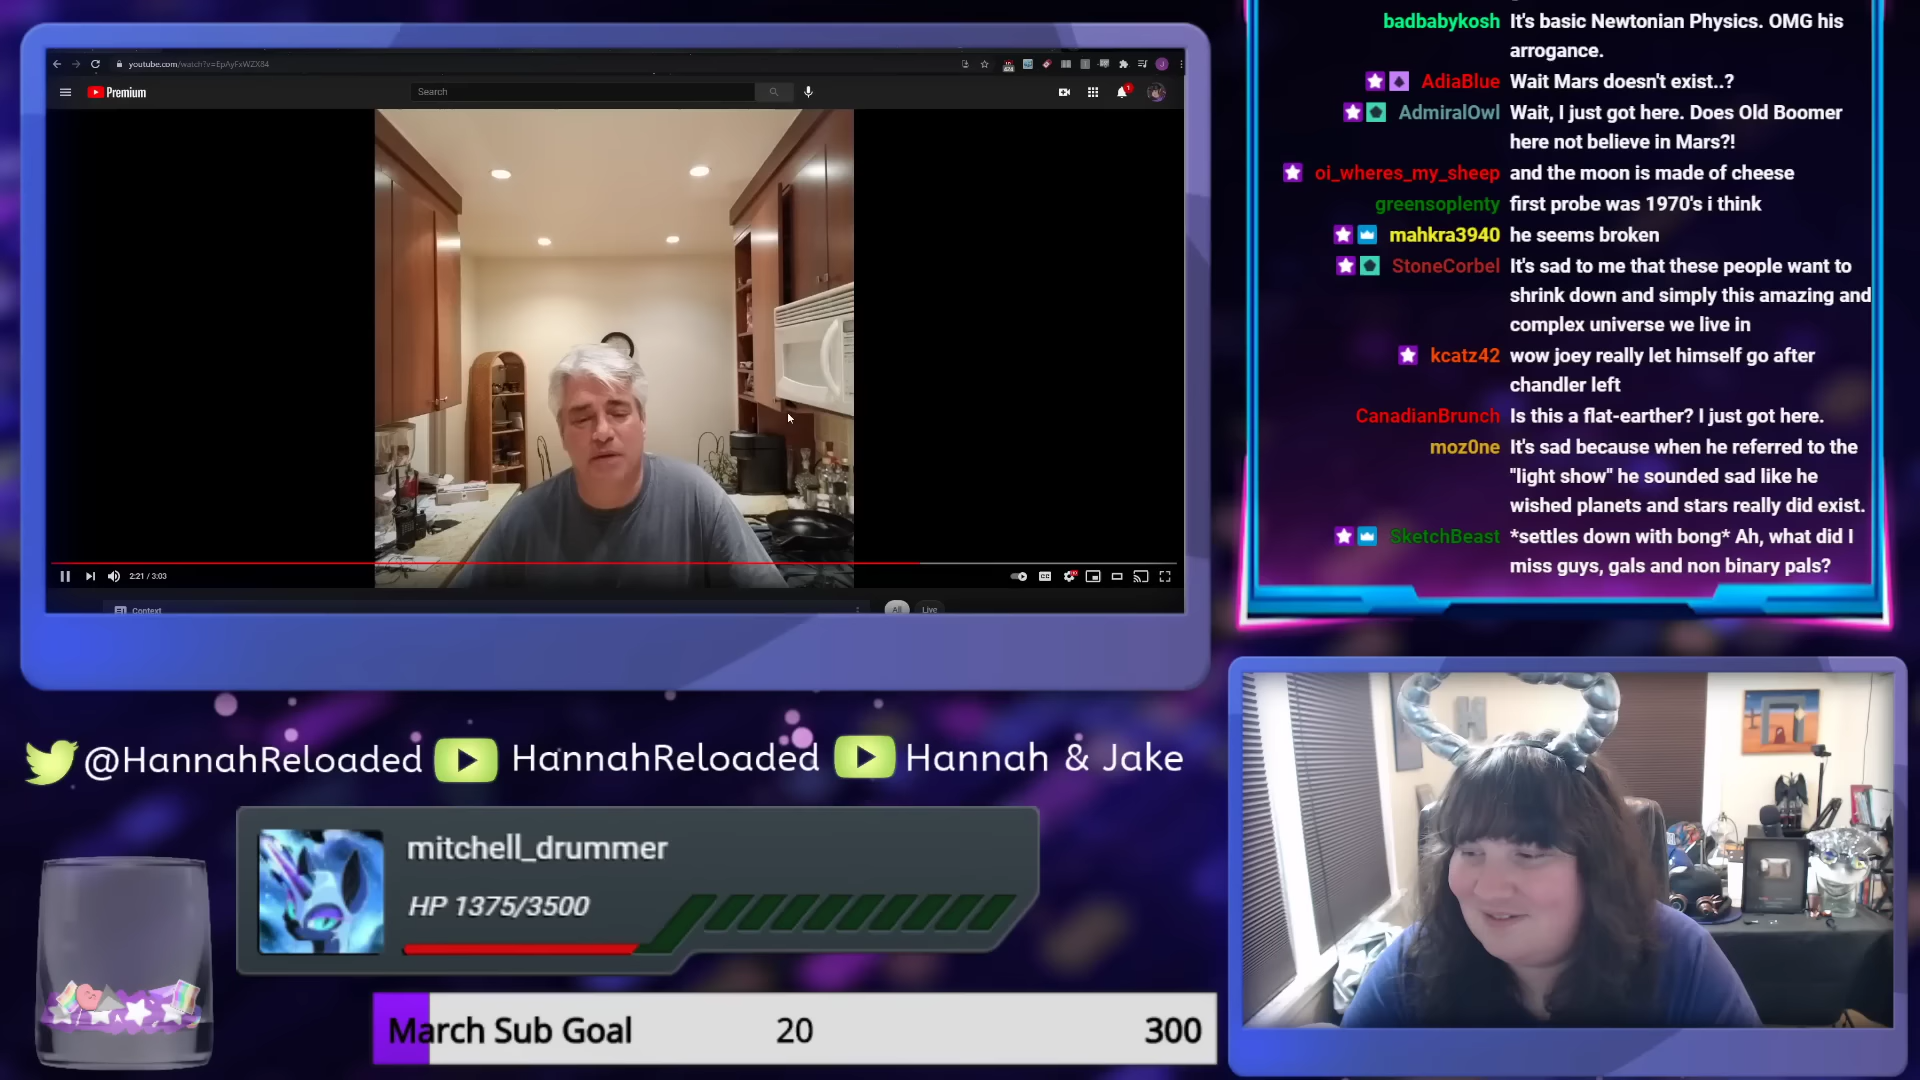 youtube.com/watch?v=EpAyFxWZX84
Premium
Search
2:21 / 3:03
Context
All
Live
badbabykosh It's basic Newtonian Physics. OMG his
arrogance.
AdiaBlue Wait Mars doesn't exist..?
AdmiralOwl Wait, I just got here. Does Old Boomer
here not believe in Mars?!
oi_wheres_my_sheep and the moon is made of cheese
greensoplenty first probe was 1970's i think
mahkra3940 he seems broken
StoneCorbel It's sad to me that these people want to
shrink down and simply this amazing and
complex universe we live in
kcatz42 wow joey really let himself go after
chandler left
CanadianBrunch Is this a flat-earther? I just got here.
moz0ne It's sad because when he referred to the
"light show" he sounded sad like he
wished planets and stars really did exist.
SketchBeast *settles down with bong* Ah, what did I
miss guys, gals and non binary pals?
@HannahReloaded HannahReloaded Hannah & Jake
mitchell_drummer
HP 1375/3500
March Sub Goal 20 300